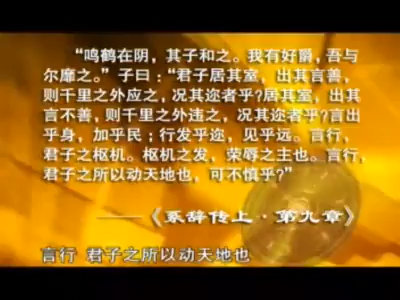 “鸣鹤在阴，其子和之。我有好爵，吾与
尔靡之。”子曰：“君子居其室，出其言善，
则千里之外应之，况其迩者乎?居其室，出其
言不善，则千里之外违之，况其迩者乎?言出
乎身，加乎民；行发乎迩，见乎远。言行，
君子之枢机。枢机之发，荣辱之主也。言行，
君子之所以动天地也，可不慎乎?”
——《系辞传上··第九章》
言行 君子之所以动天地也